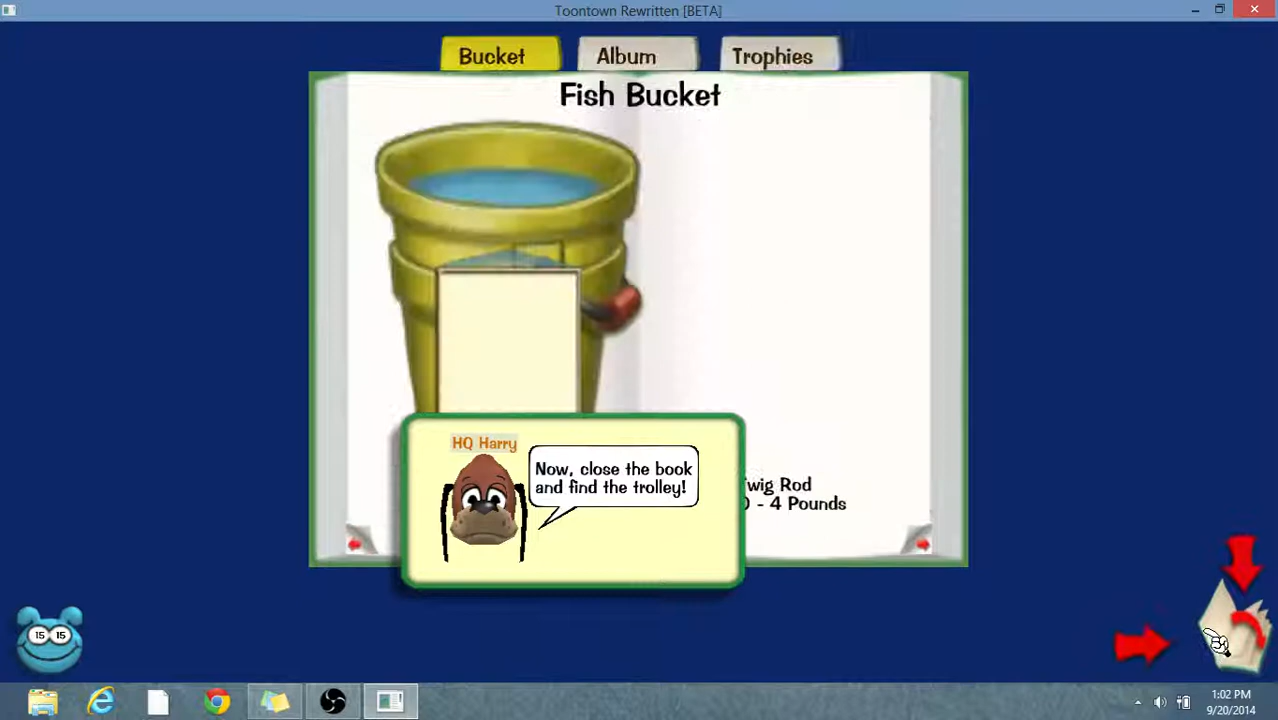 Toontown Rewritten [BETA]
Bucket
Album
Trophies
Fish Bucket
HQ Harry
Now, close the book
and find the trolley!
Rod
- 4 Pounds
15 15
1:02 PM
9/20/2014